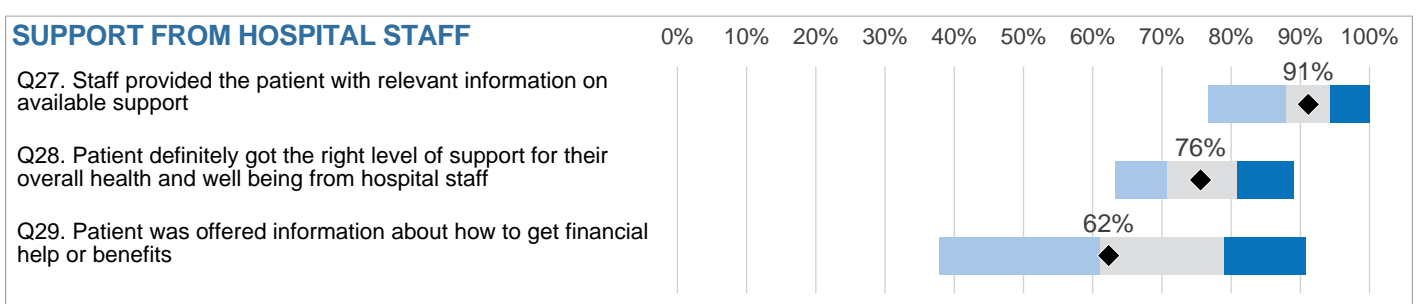 SUPPORT FROM HOSPITAL STAFF 0% 10% 20% 30% 40% 50% 60% 70% 80% 90% 100%
Q27. Staff provided the patient with relevant information on
available support
91%
Q28. Patient definitely got the right level of support for their
overall health and well being from hospital staff
76%
Q29. Patient was offered information about how to get financial
help or benefits
62%